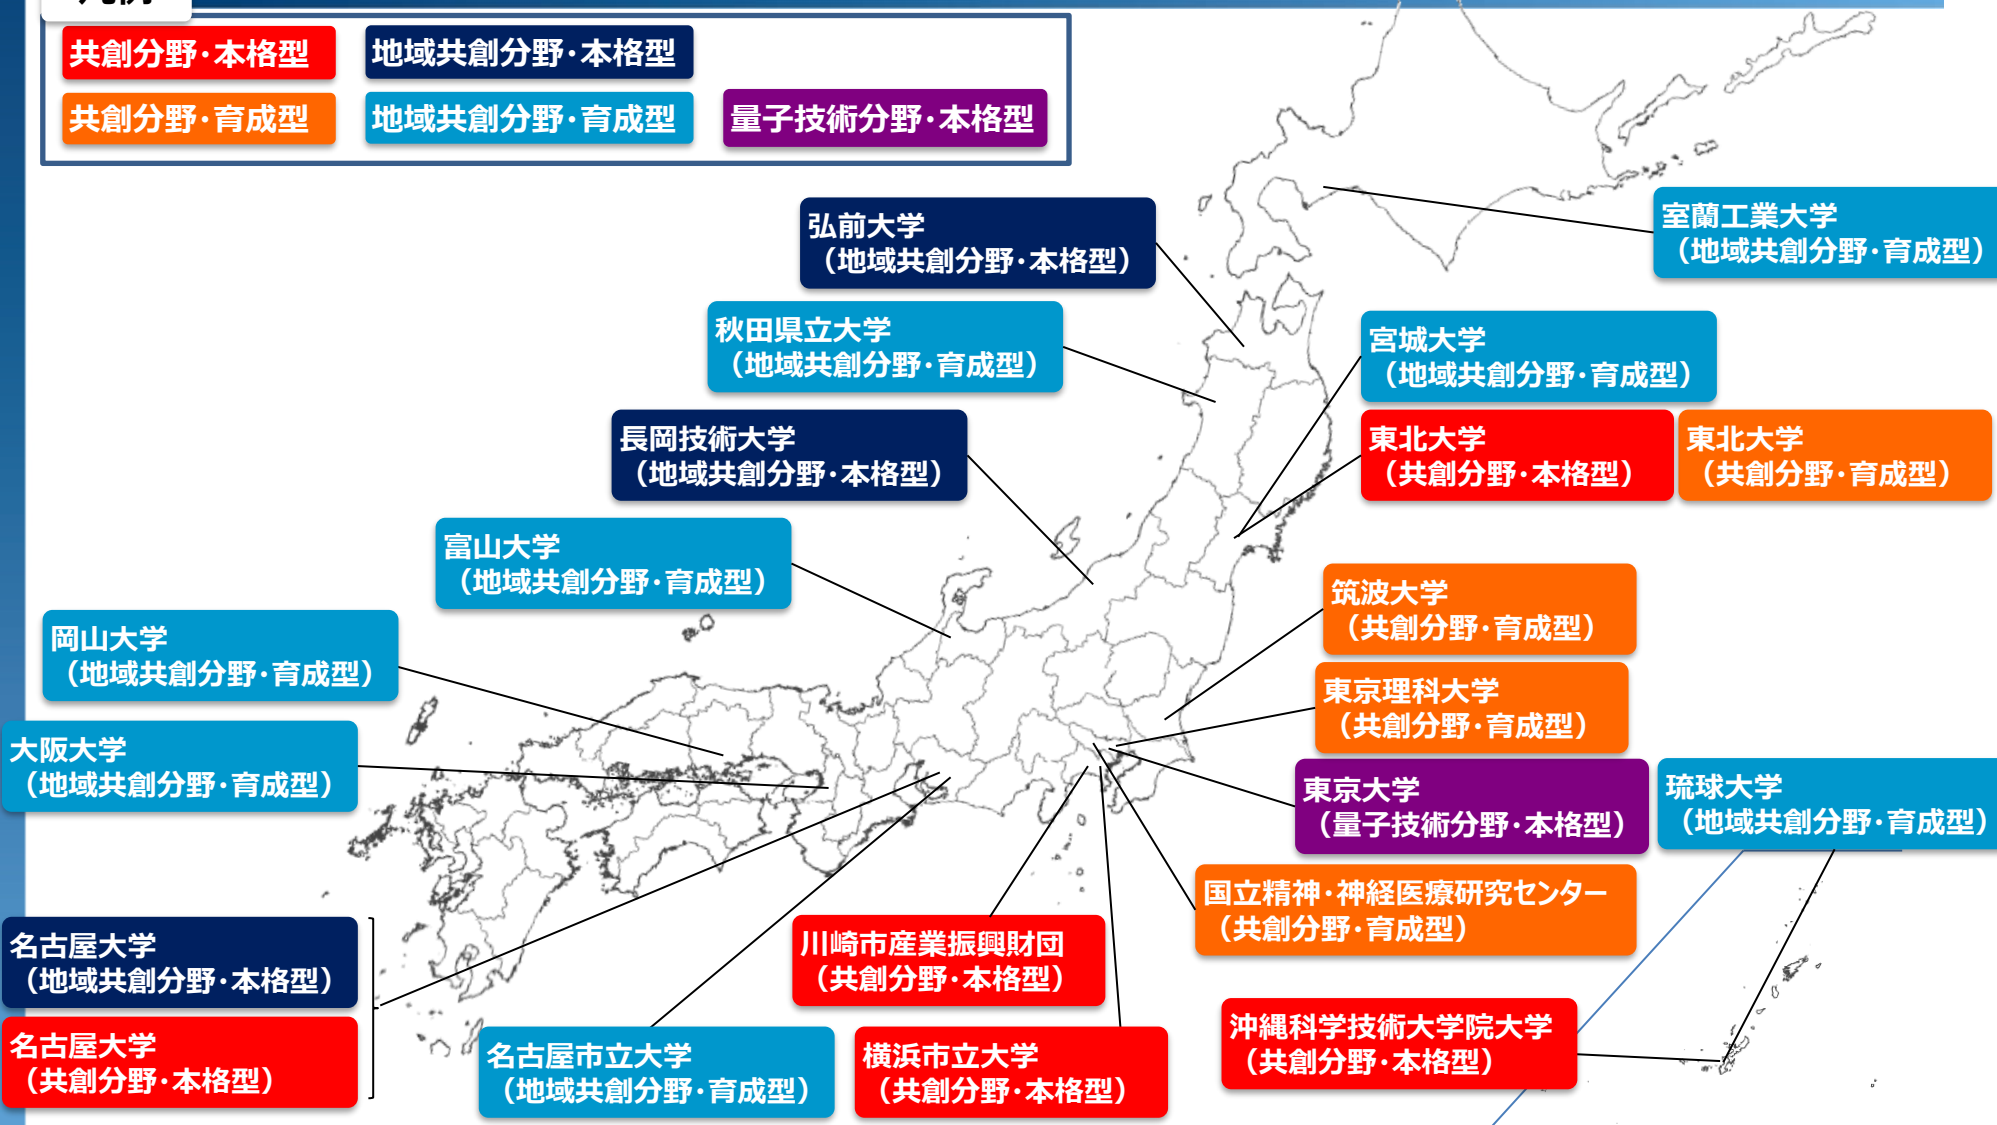 凡例
共創分野・本格型
地域共創分野・本格型
共創分野・育成型
地域共創分野・育成型
量子技術分野・本格型
室蘭工業大学
（地域共創分野・育成型）
弘前大学
（地域共創分野・本格型）
秋田県立大学
（地域共創分野・育成型）
宮城大学
（地域共創分野・育成型）
長岡技術大学
（地域共創分野・本格型）
東北大学
（共創分野・本格型）
東北大学
（共創分野・育成型）
富山大学
（地域共創分野・育成型）
筑波大学
（共創分野・育成型）
岡山大学
（地域共創分野・育成型）
東京理科大学
（共創分野・育成型）
大阪大学
（地域共創分野・育成型）
東京大学
（量子技術分野・本格型）
琉球大学
（地域共創分野・育成型）
国立精神・神経医療研究センター
（共創分野・育成型）
名古屋大学
（地域共創分野・本格型）
川崎市産業振興財団
（共創分野・本格型）
沖縄科学技術大学院大学
（共創分野・本格型）
名古屋大学
（共創分野・本格型）
名古屋市立大学
（地域共創分野・育成型）
横浜市立大学
（共創分野・本格型）